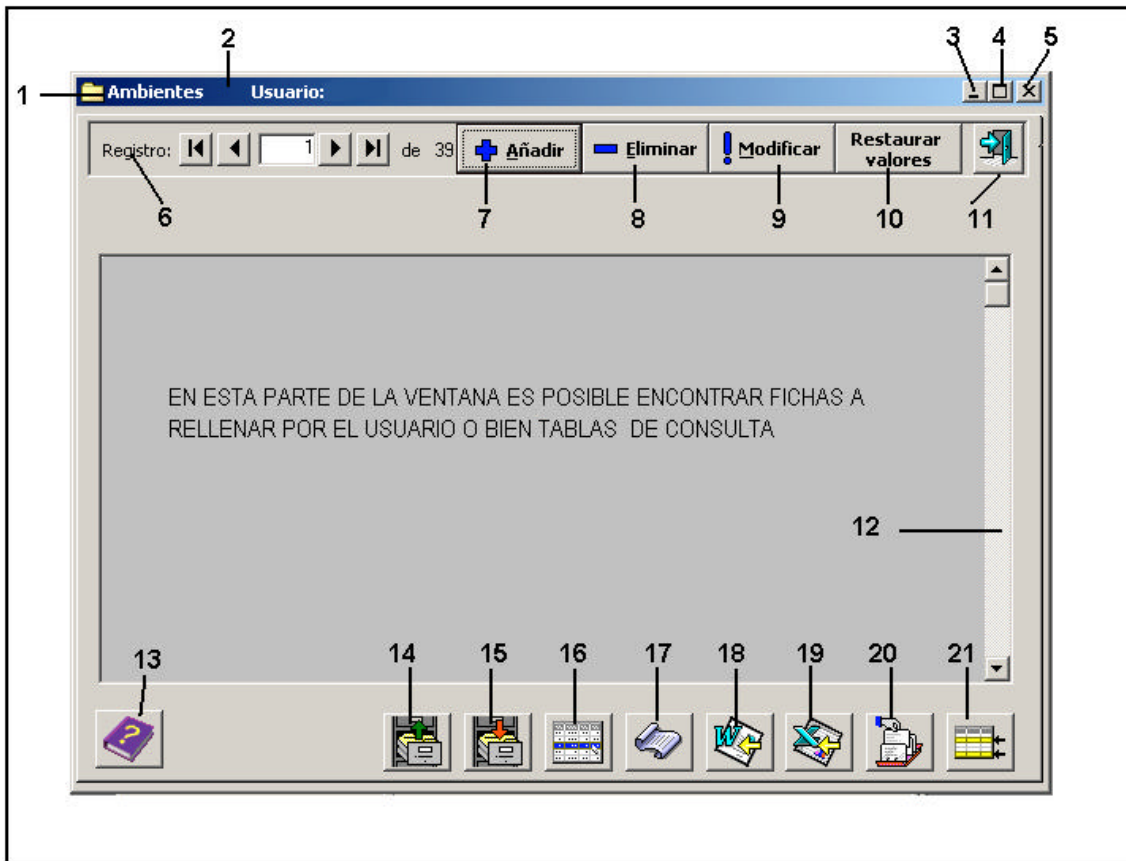 2 3 4 5
1 Ambientes Usuario:
Registro: 1 de 39 Añadir Eliminar Modificar Restaurar
valores
6 7 8 9 10 11
EN ESTA PARTE DE LA VENTANA ES POSIBLE ENCONTRAR FICHAS A
RELLENAR POR EL USUARIO O BIEN TABLAS DE CONSULTA
12
13 14 15 16 17 18 19 20 21
? W X